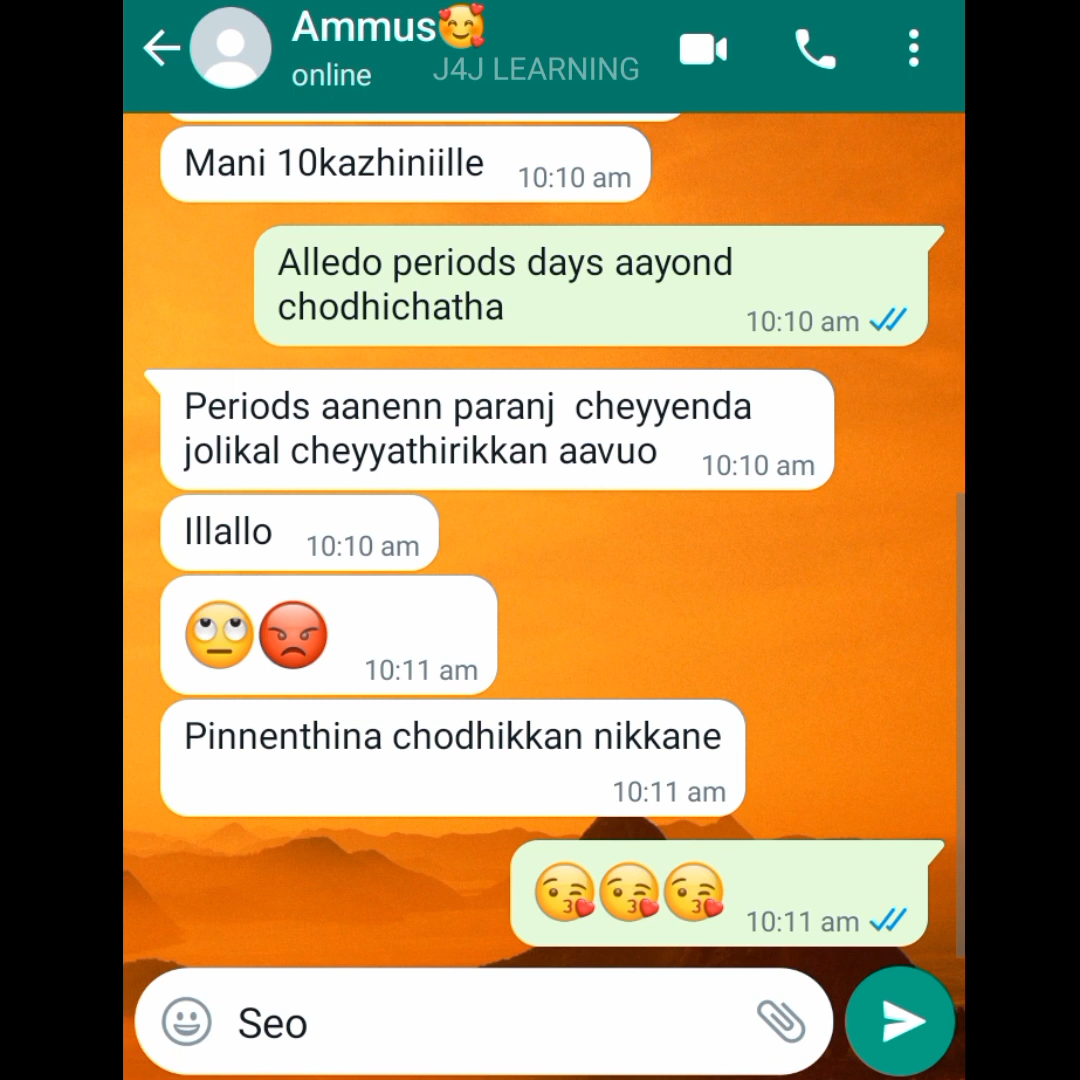 Ammus🥰
online
J4J LEARNING
Mani 10kazhiniille
10:10 am
Alledo periods days aayond
chodhichatha
10:10 am
Periods aanenn paranj  cheyyenda
jolikal cheyyathirikkan aavuo
10:10 am
Illallo
10:10 am
🙄😡
10:11 am
Pinnenthina chodhikkan nikkane
10:11 am
😘😘😘
10:11 am
Seo